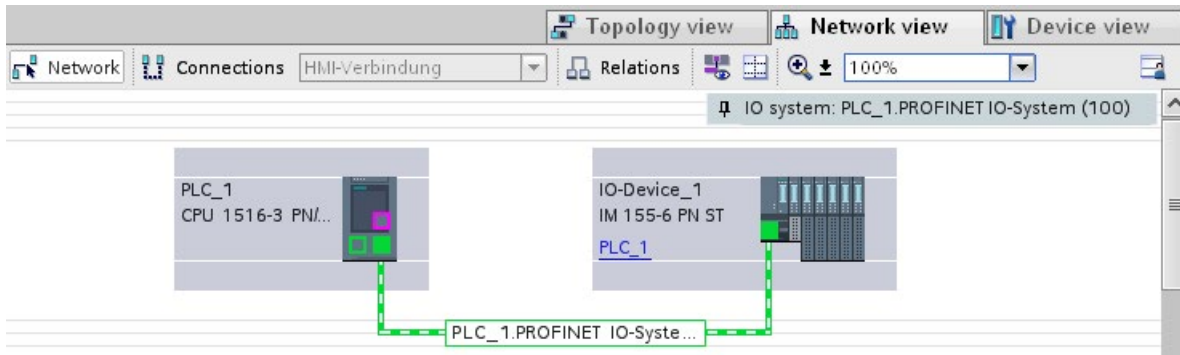 Topology view Network view Device view
Network Connections HMI-Verbindung Relations 100%
IO system: PLC_1.PROFINET IO-System (100)
PLC_1 IO-Device_1
CPU 1516-3 PN/... IM 155-6 PN ST
PLC_1
PLC_1.PROFINET IO-Syste...